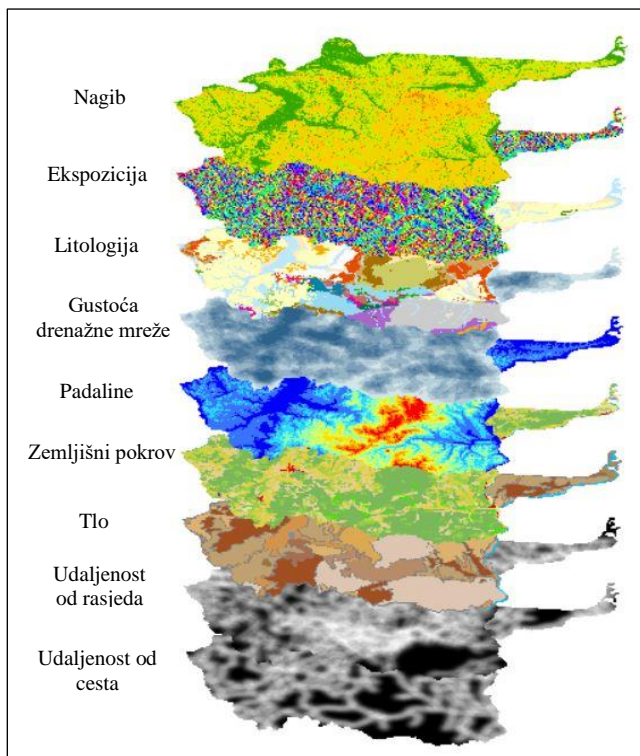 Nagib
Ekspozicija
Litologija
Gustoća
drenažne mreže
Padaline
Zemljišni pokrov
Tlo
Udaljenost
od rasjeda
Udaljenost od
cesta